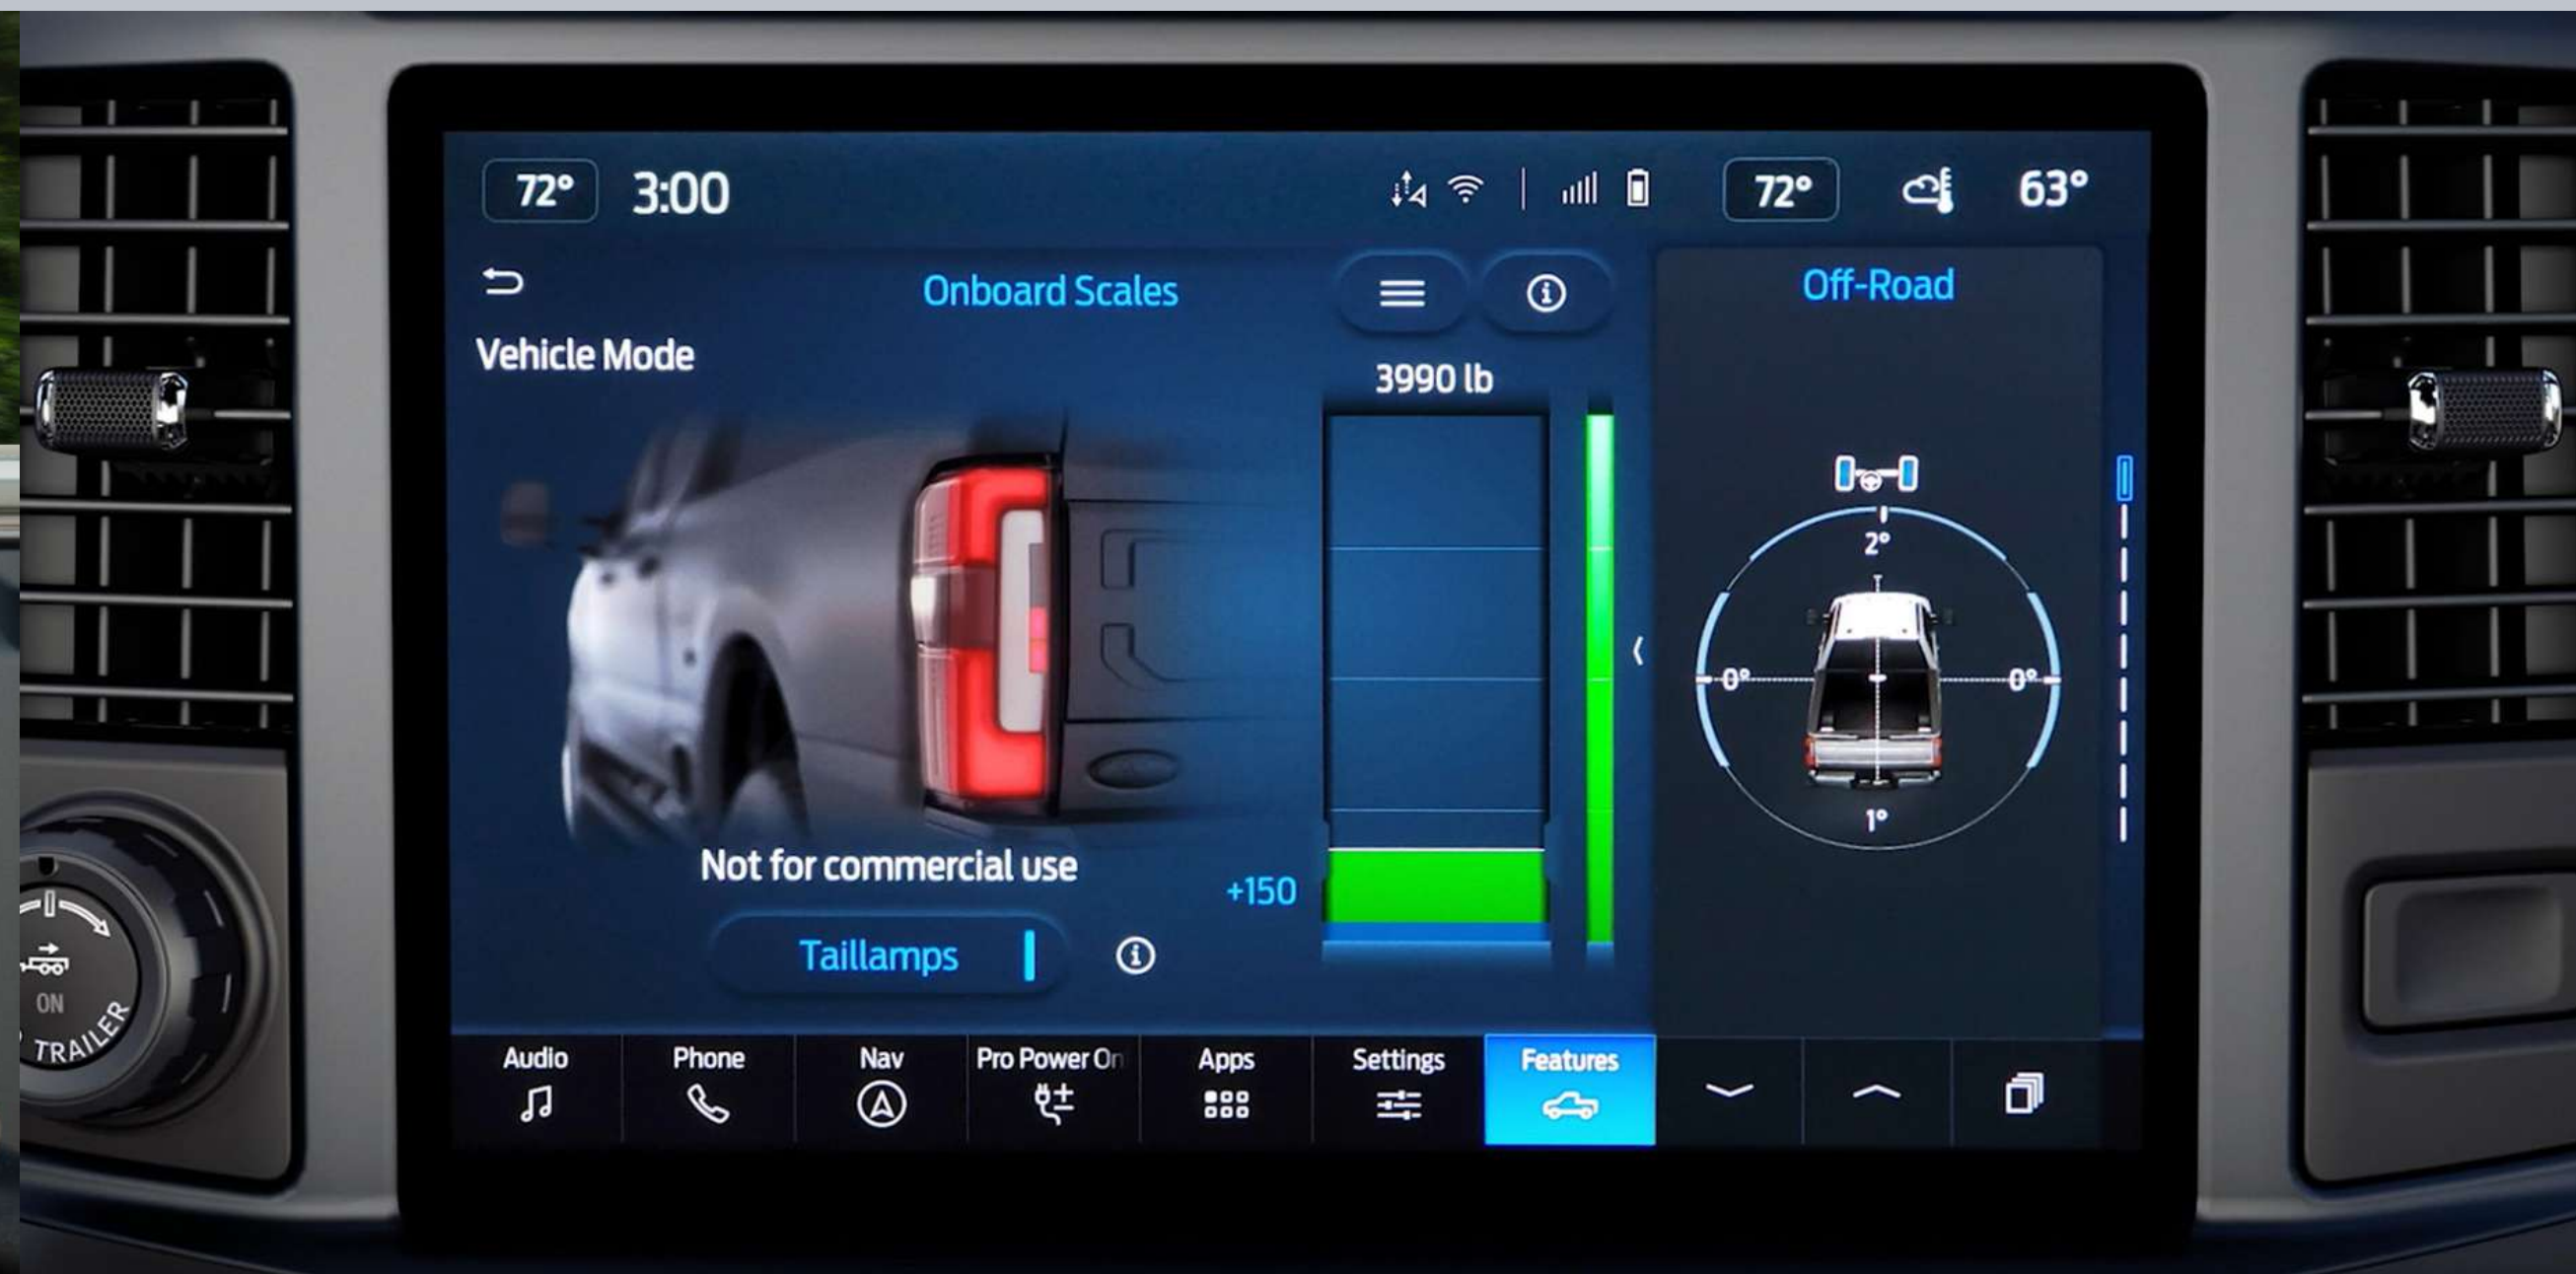 72° 3:00 72° 63°
Onboard Scales
Off-Road
Vehicle Mode
3990 lb
2°
0° 0°
1°
Not for commercial use
+150
Taillamps
ON
TRAILER
Audio Phone Nav Pro Power On Apps Settings Features